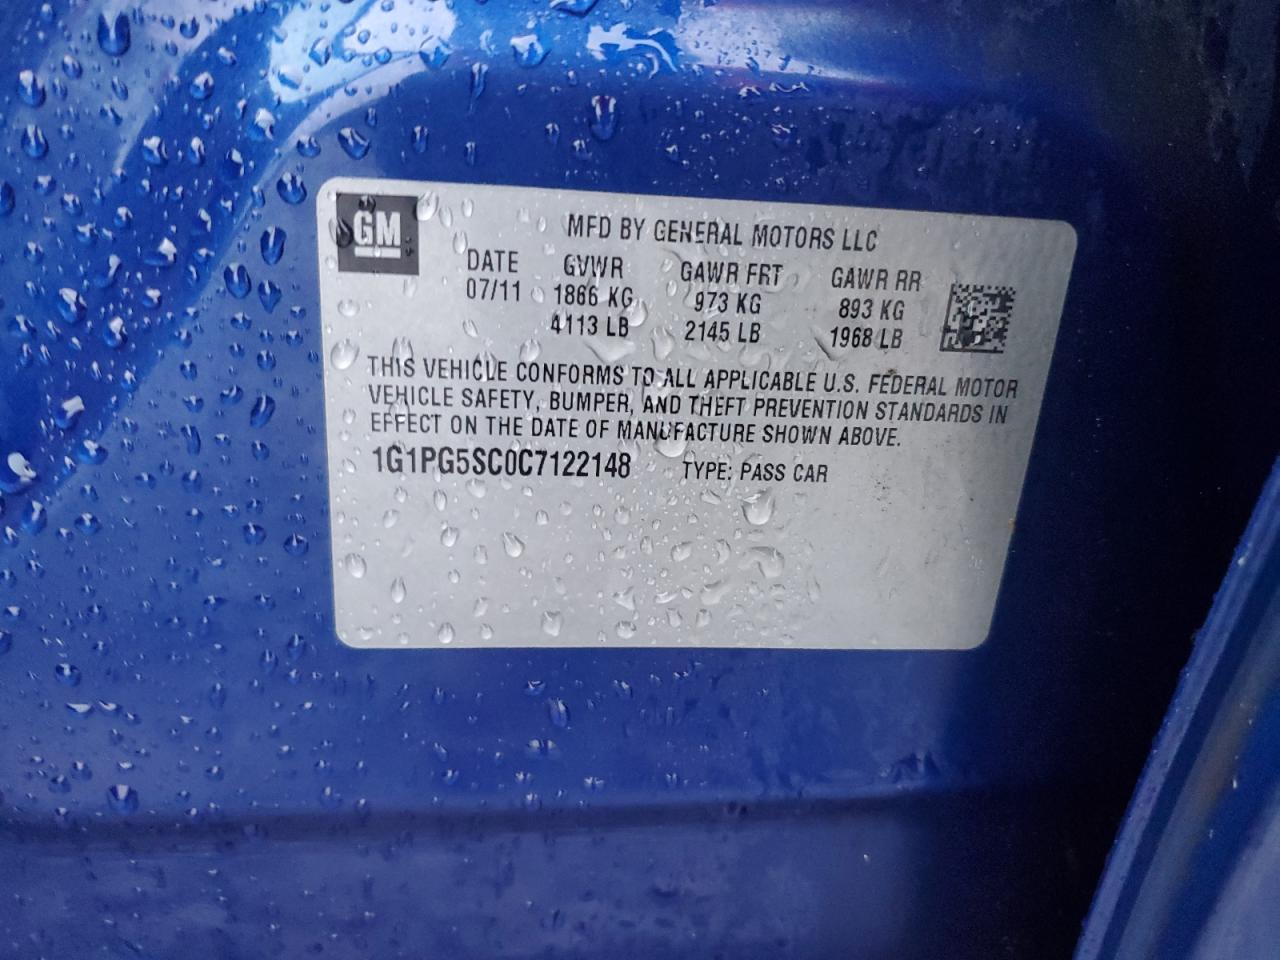 GM
MFD BY GENERAL MOTORS LLC
DATE GVWR GAWR FRT GAWR RR
07/11 1866 KG 973 KG 893 KG
4113 LB 2145 LB 1968 LB
THIS VEHICLE CONFORMS TO ALL APPLICABLE U.S. FEDERAL MOTOR
VEHICLE SAFETY, BUMPER, AND THEFT PREVENTION STANDARDS IN
EFFECT ON THE DATE OF MANUFACTURE SHOWN ABOVE.
1G1PG5SC0C7122148 TYPE: PASS CAR